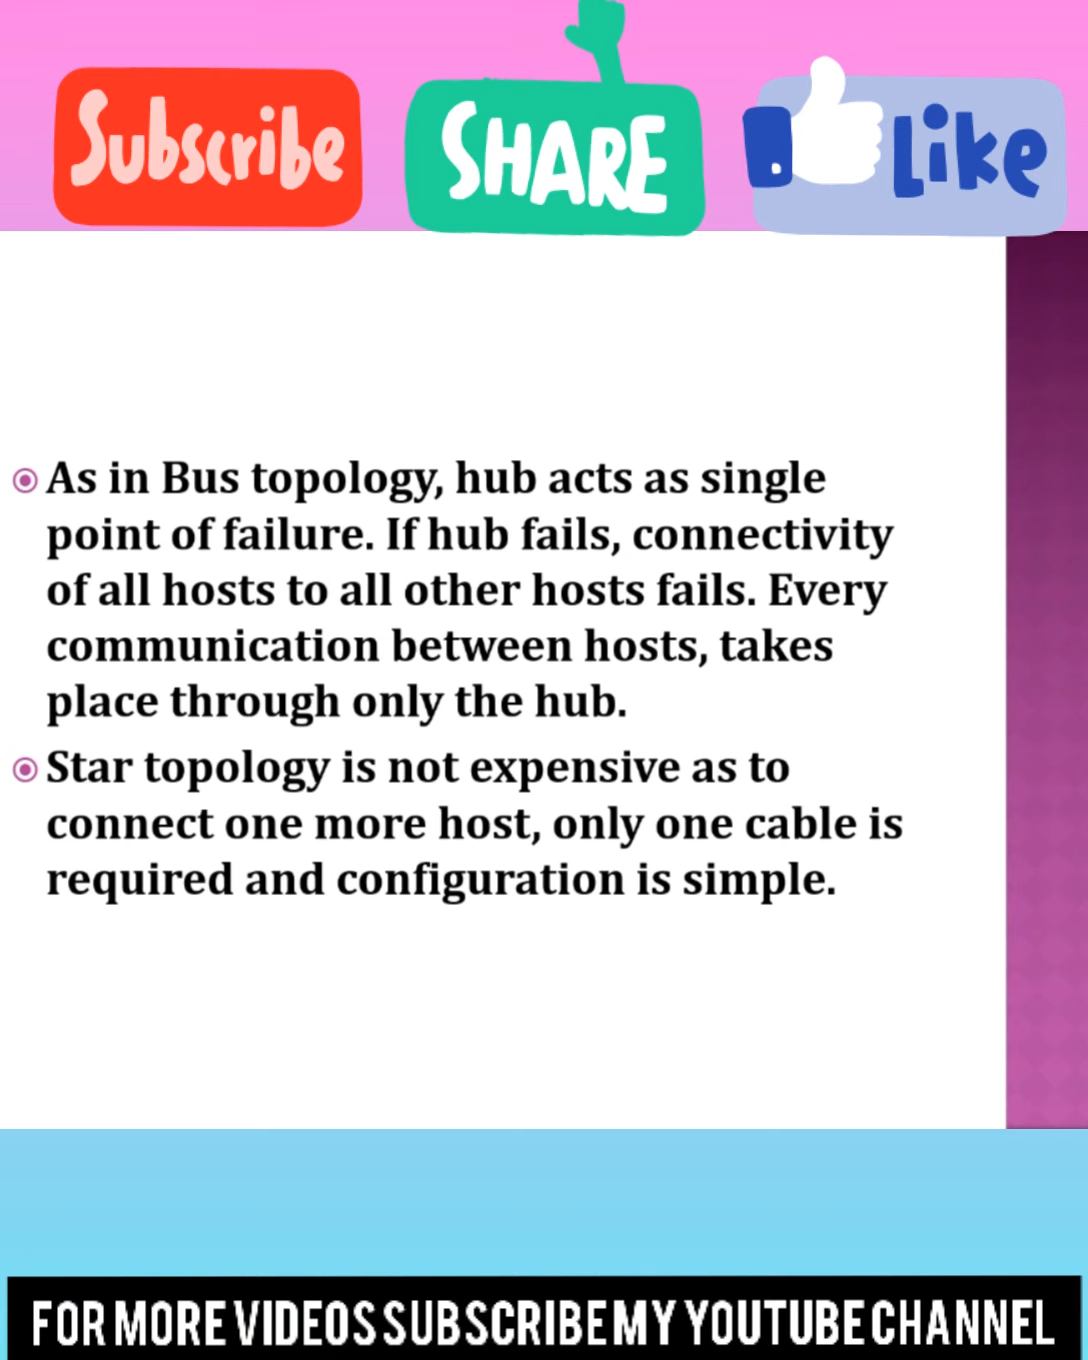 Subscribe
SHARE
Like
As in Bus topology, hub acts as single
point of failure. If hub fails, connectivity
of all hosts to all other hosts fails. Every
communication between hosts, takes
place through only the hub.
Star topology is not expensive as to
connect one more host, only one cable is
required and configuration is simple.
FOR MORE VIDEOS SUBSCRIBE MY YOUTUBE CHANNEL